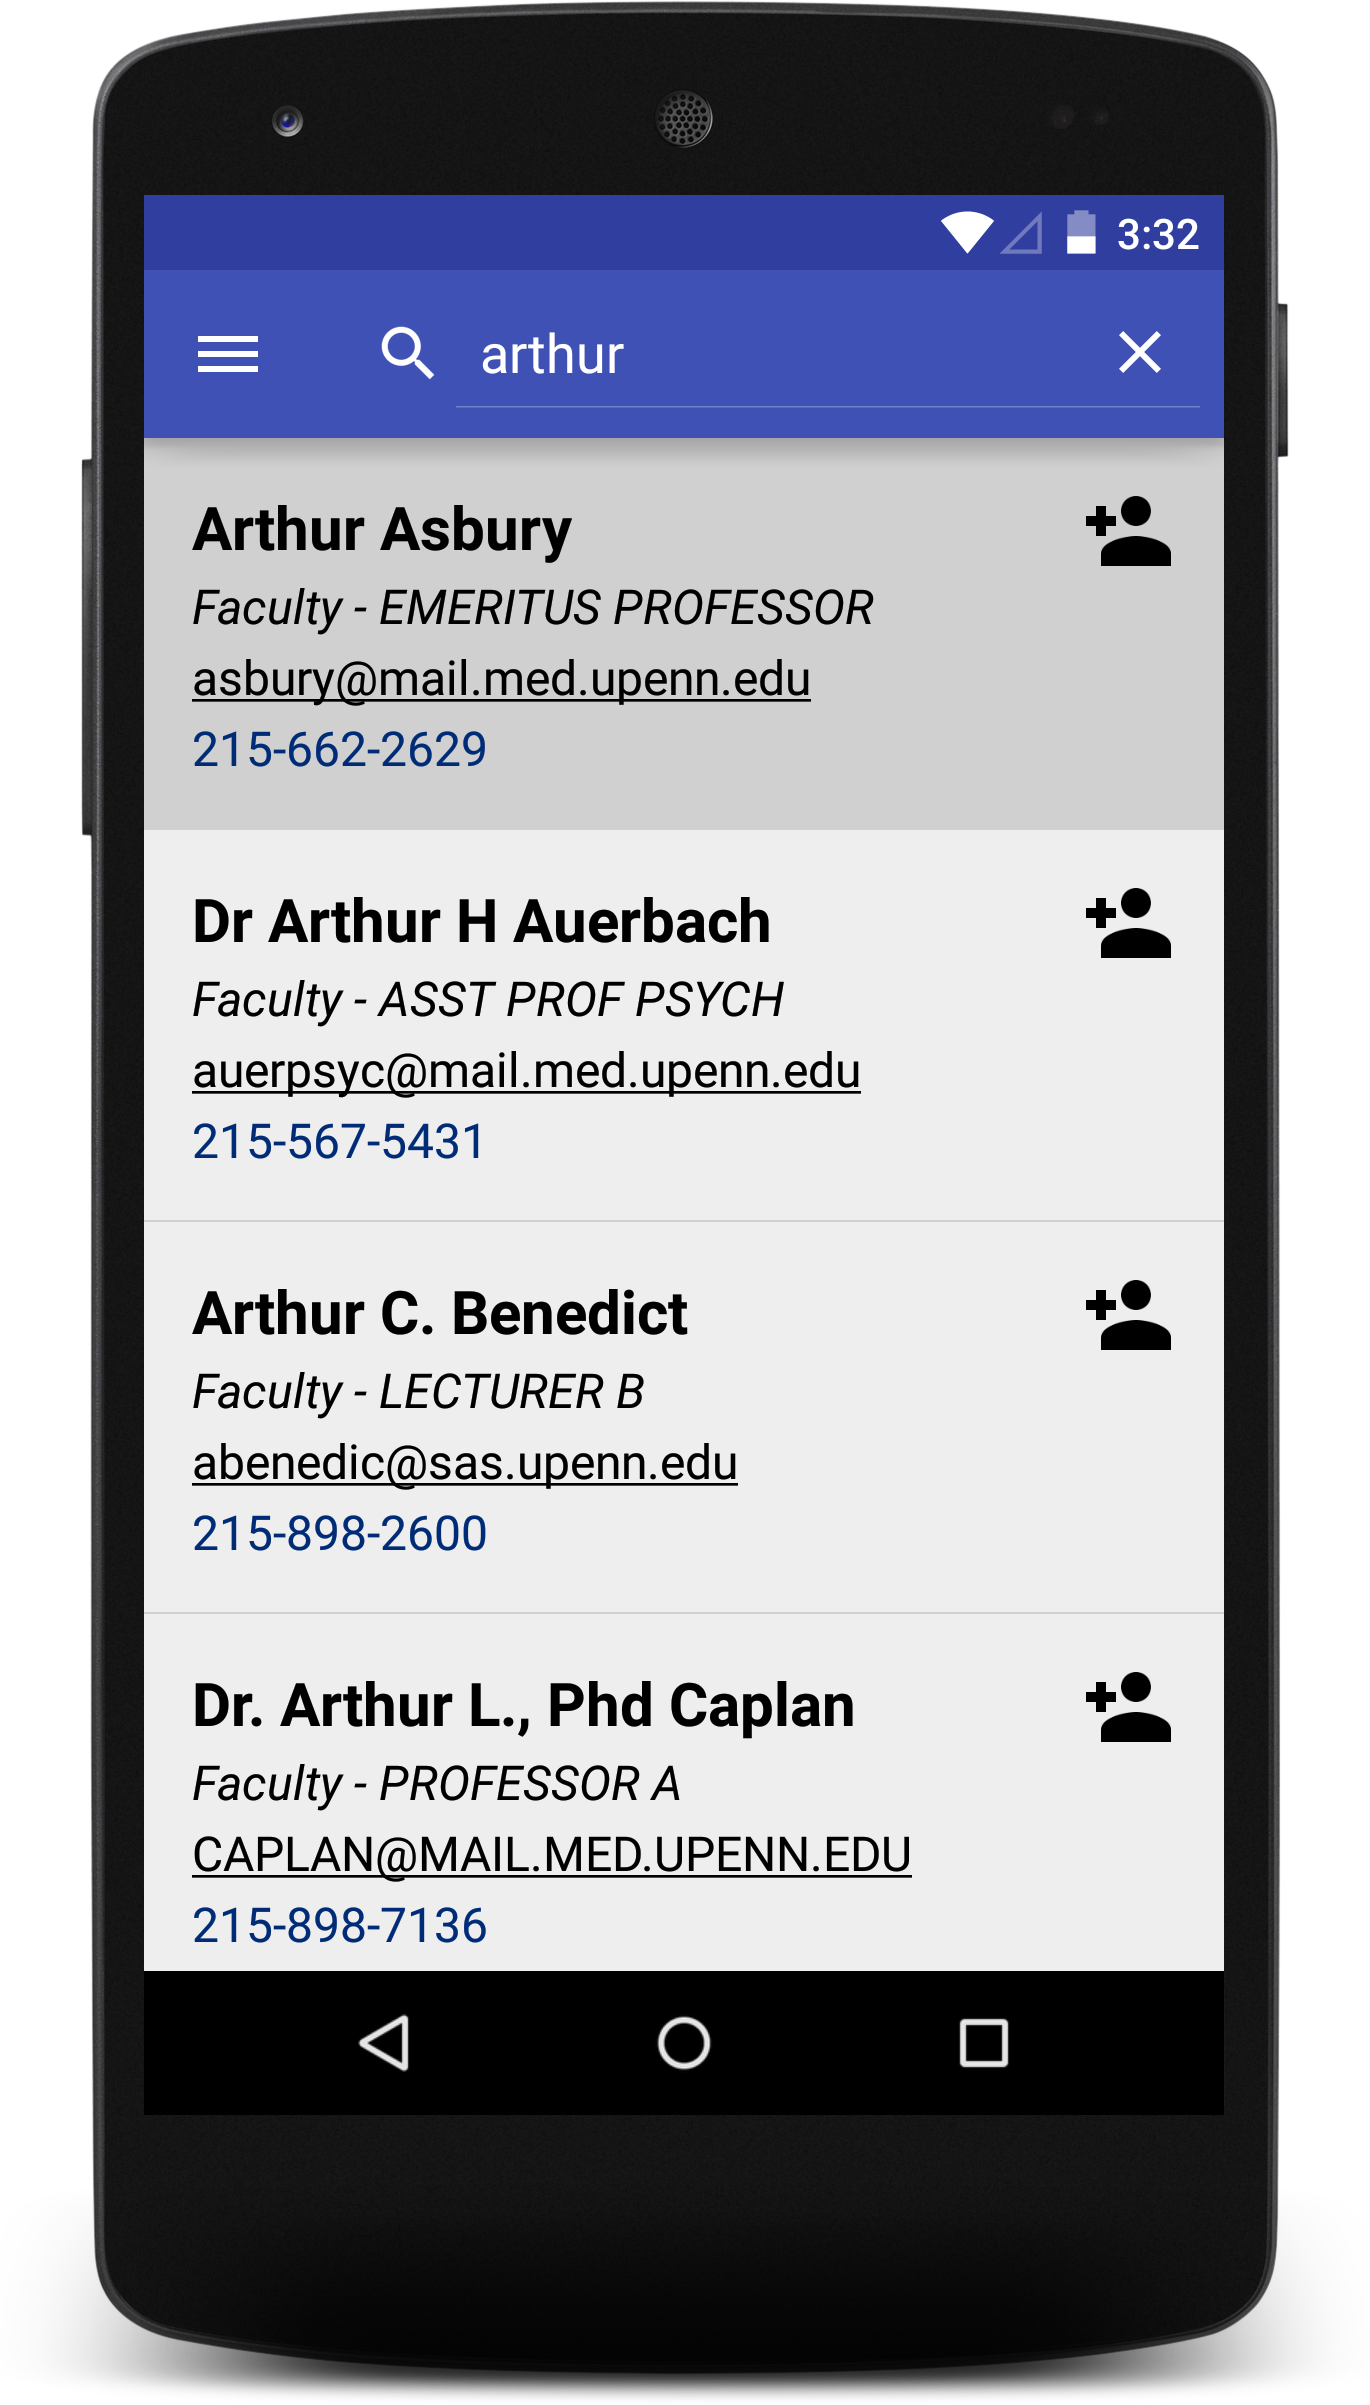 3:32
arthur
Arthur Asbury
Faculty - EMERITUS PROFESSOR
asbury@mail.med.upenn.edu
215-662-2629
Dr Arthur H Auerbach
Faculty - ASST PROF PSYCH
auerpsyc@mail.med.upenn.edu
215-567-5431
Arthur C. Benedict
Faculty - LECTURER B
abenedic@sas.upenn.edu
215-898-2600
Dr. Arthur L., Phd Caplan
Faculty - PROFESSOR A
CAPLAN@MAIL.MED.UPENN.EDU
215-898-7136